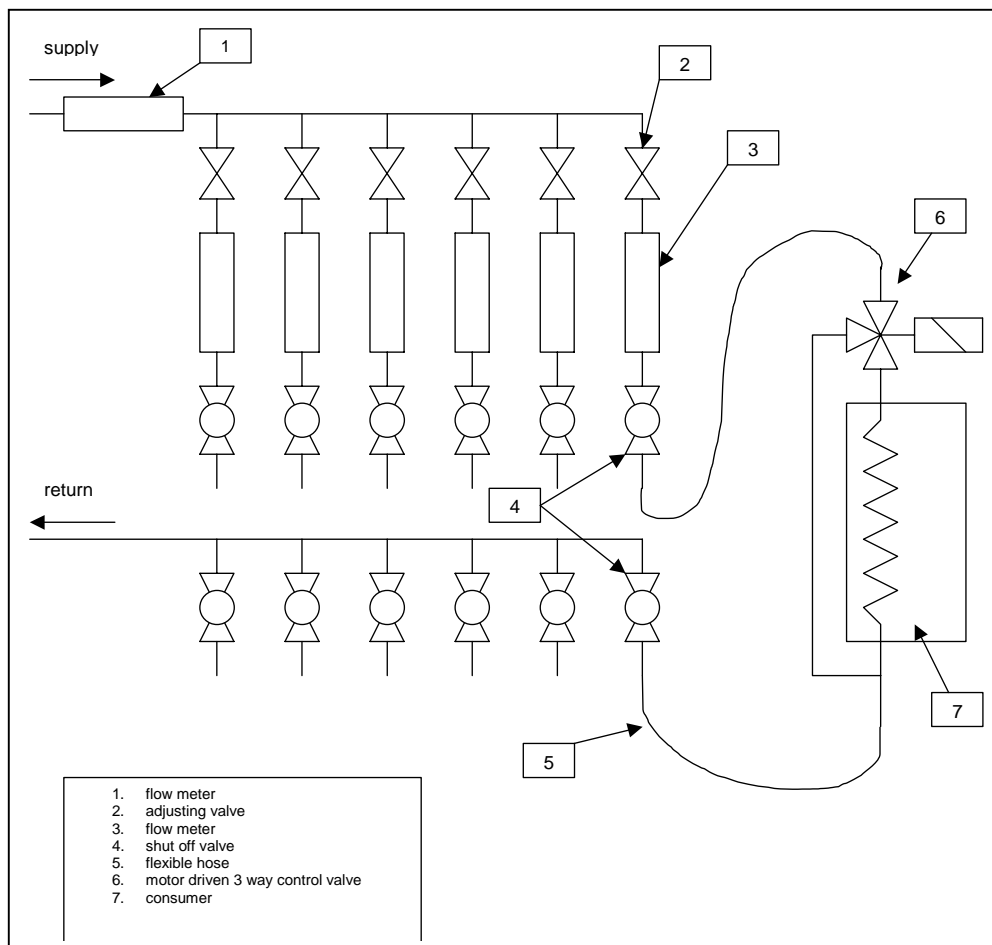 supply
1
2
3
6
return
4
7
5
1. flow meter
2. adjusting valve
3. flow meter
4. shut off valve
5. flexible hose
6. motor driven 3 way control valve
7. consumer